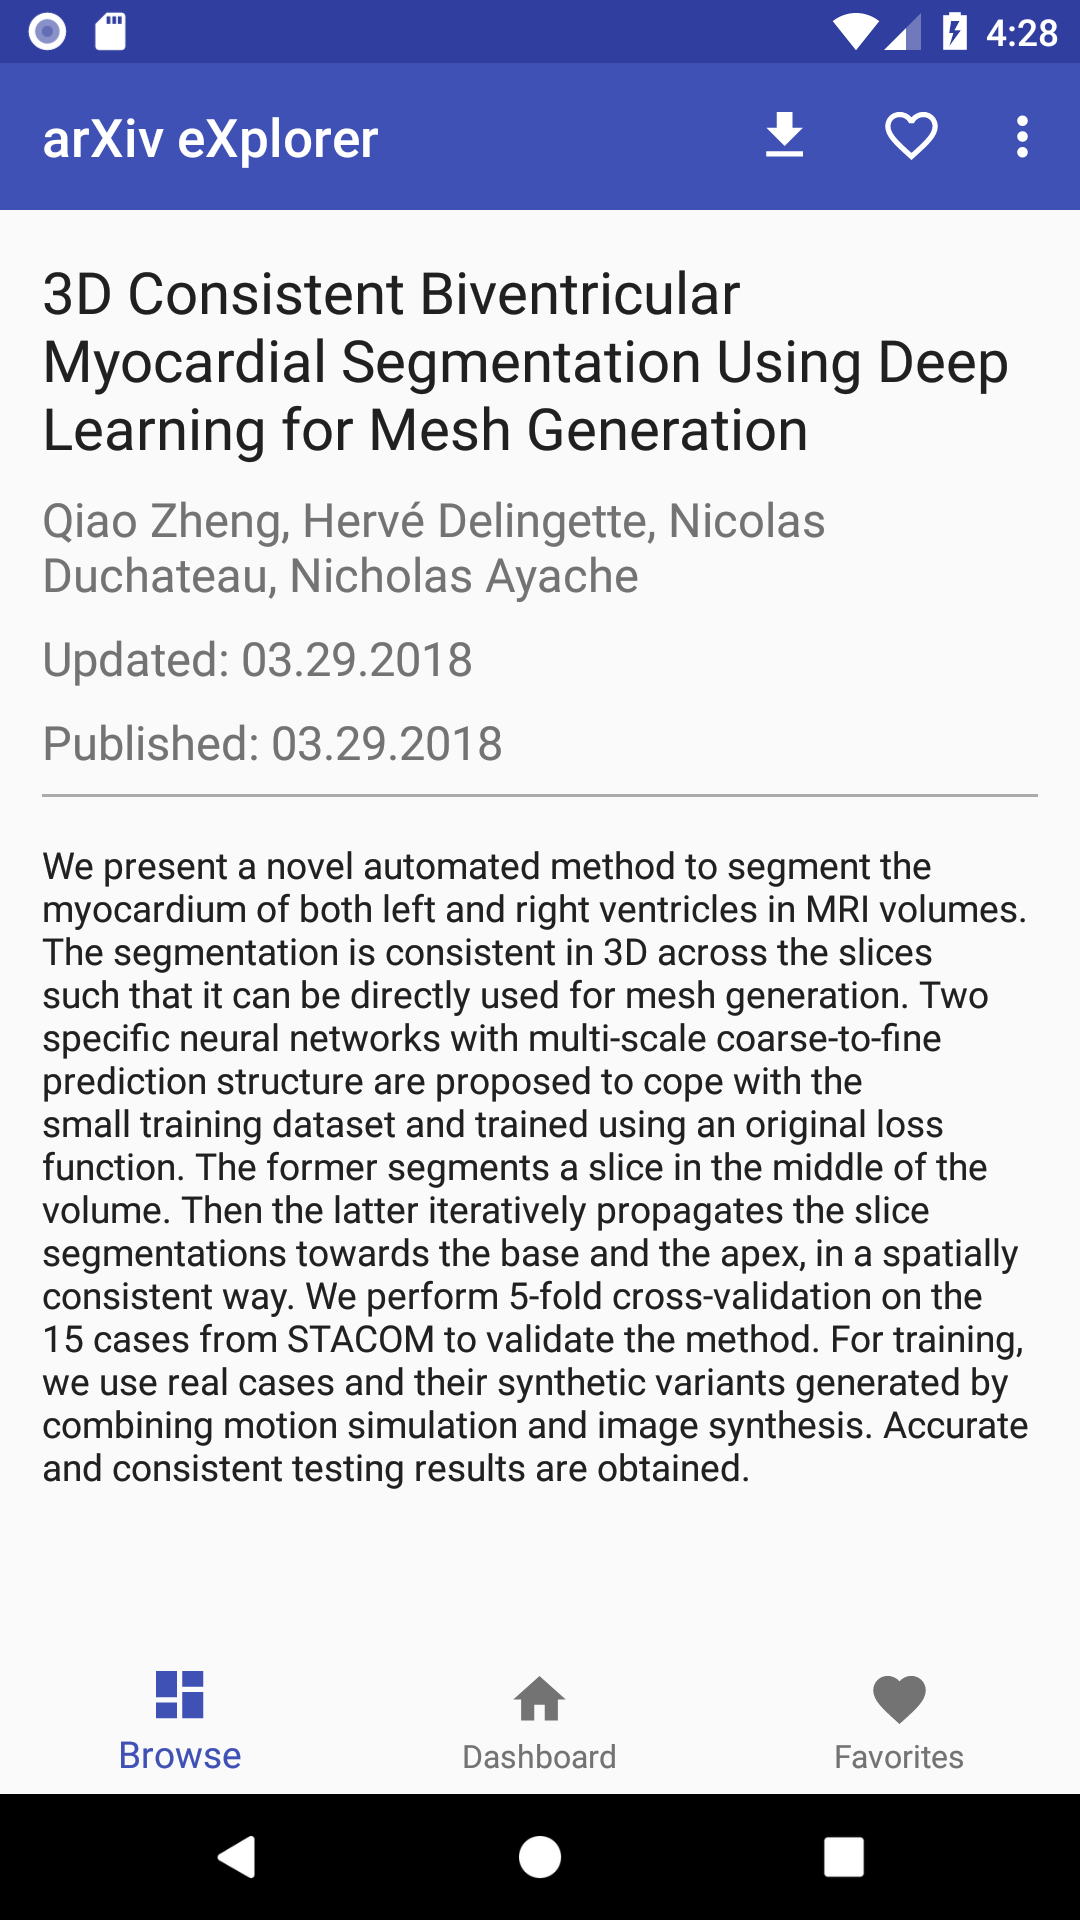 4:28
arXiv eXplorer
3D Consistent Biventricular
Myocardial Segmentation Using Deep
Learning for Mesh Generation
Qiao Zheng, Hervé Delingette, Nicolas
Duchateau, Nicholas Ayache
Updated: 03.29.2018
Published: 03.29.2018
We present a novel automated method to segment the
myocardium of both left and right ventricles in MRI volumes.
The segmentation is consistent in 3D across the slices
such that it can be directly used for mesh generation. Two
specific neural networks with multi-scale coarse-to-fine
prediction structure are proposed to cope with the
small training dataset and trained using an original loss
function. The former segments a slice in the middle of the
volume. Then the latter iteratively propagates the slice
segmentations towards the base and the apex, in a spatially
consistent way. We perform 5-fold cross-validation on the
15 cases from STACOM to validate the method. For training,
we use real cases and their synthetic variants generated by
combining motion simulation and image synthesis. Accurate
and consistent testing results are obtained.
Browse
Dashboard
Favorites